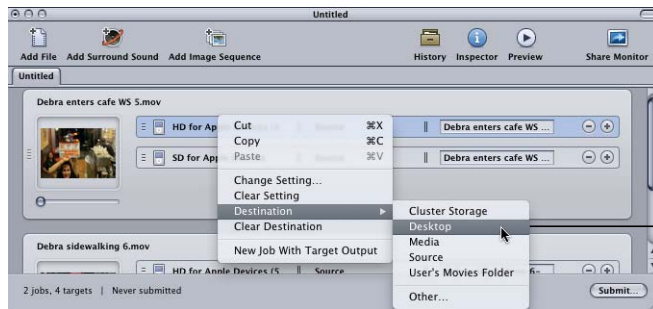 Untitled
Add File Add Surround Sound Add Image Sequence History Inspector Preview Share Monitor
Untitled
Debra enters cafe WS 5.mov
HD for Ap Debra enters cafe WS ...
SD for App Debra enters cafe WS ...
Cut ⌘X
Copy ⌘C
Paste ⌘V
Change Setting...
Clear Setting
Destination
Clear Destination
New Job With Target Output
Cluster Storage
Desktop
Media
Source
User's Movies Folder
Other...
Debra sidewalking 6.mov
HD for Apple Devices (5... Source
2 jobs, 4 targets | Never submitted
Submit...